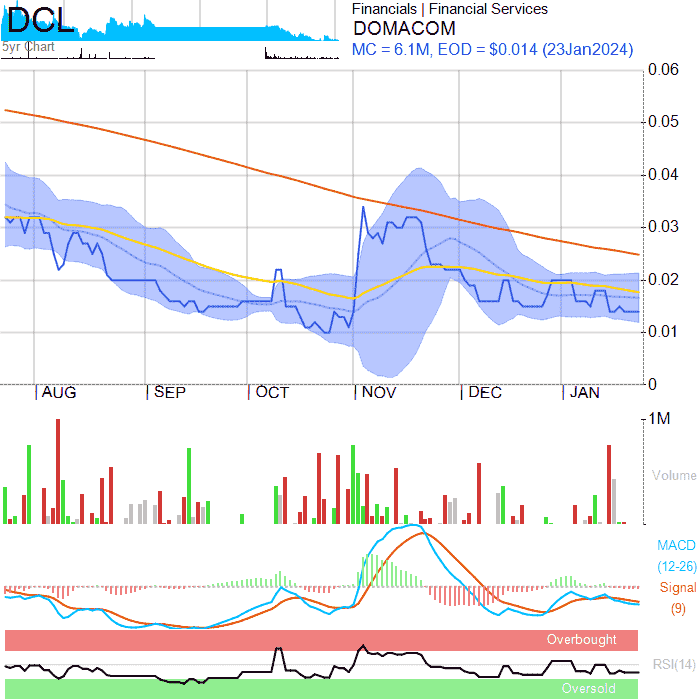 DCL
5yr Chart
Financials | Financial Services
DOMACOM
MC = 6.1M, EOD = $0.014 (23Jan2024)
0.06
0.05
0.04
0.03
0.02
0.01
0
AUG SEP OCT NOV DEC JAN
1M
Volume
MACD
(12-26)
Signal
(9)
Overbought
RSI(14)
Oversold